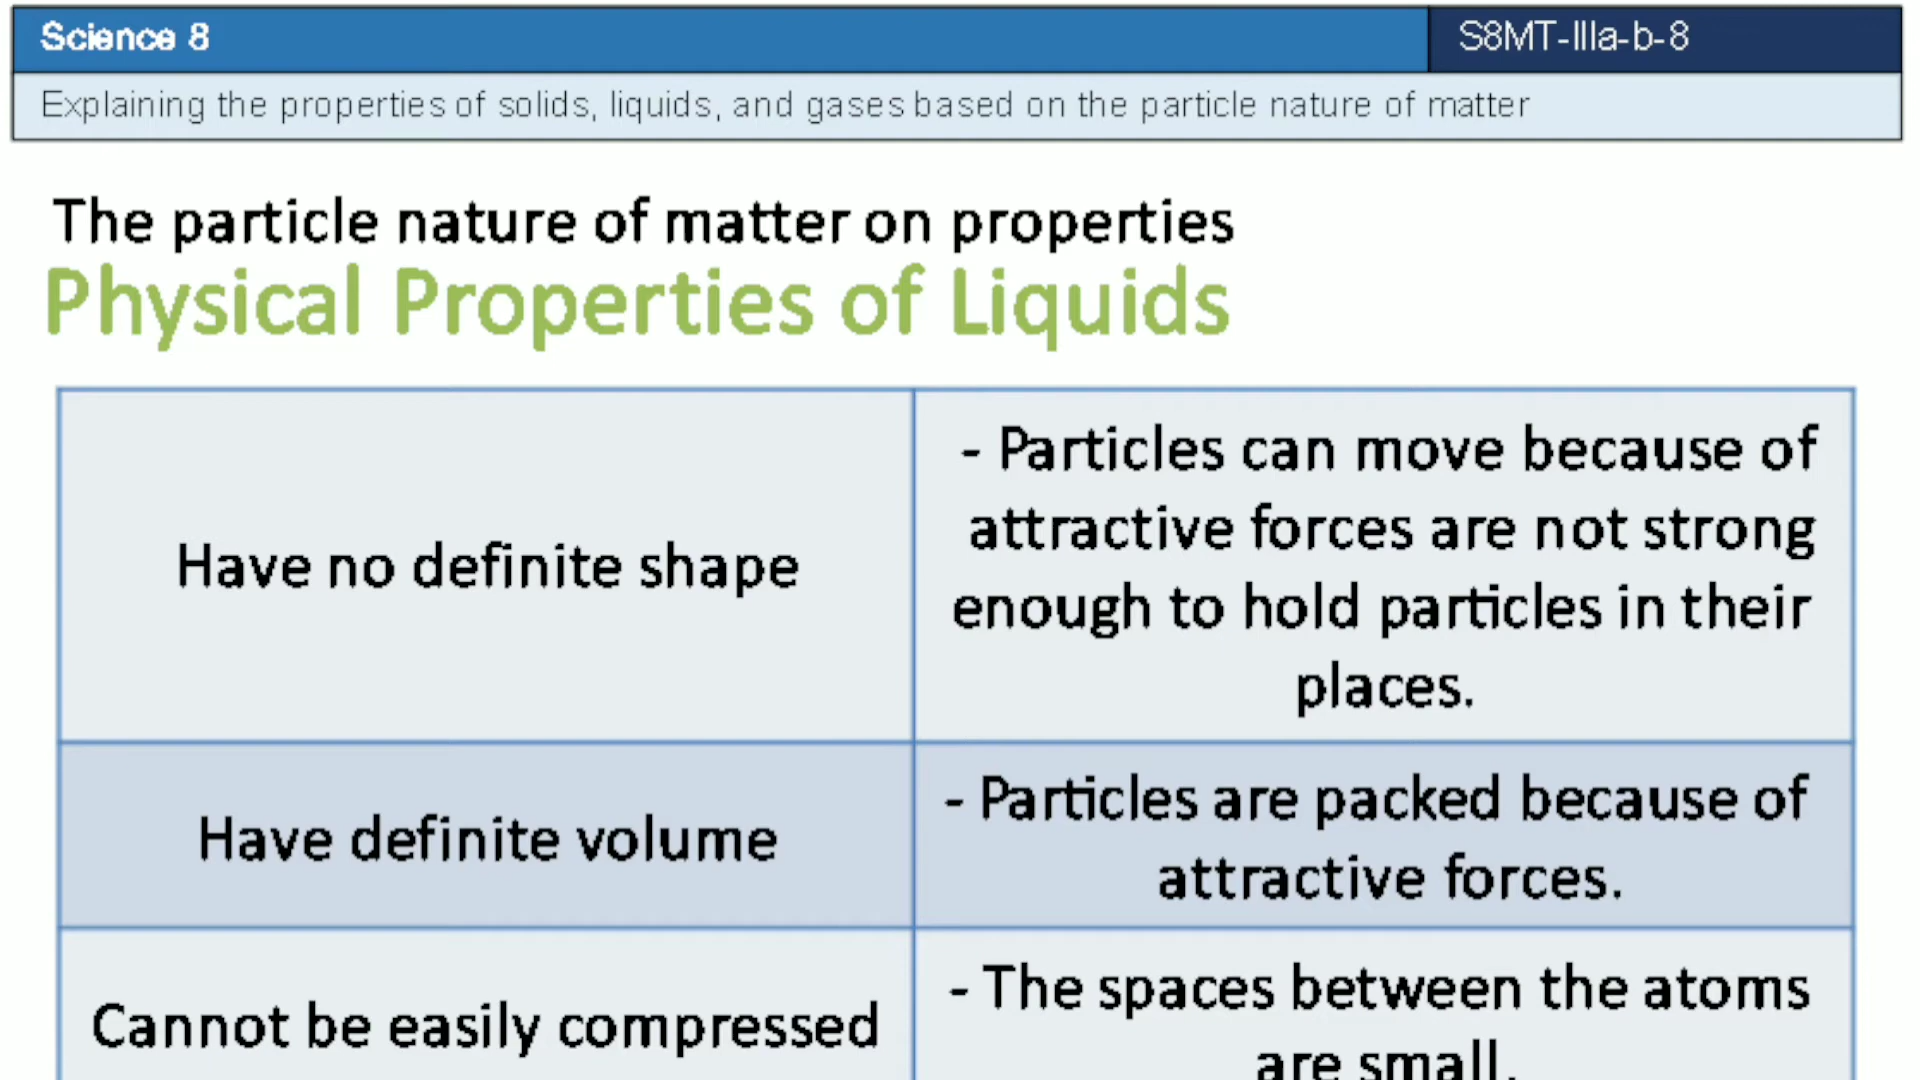 Science 8
S8MT-IIIa-b-8
Explaining the properties of solids, liquids, and gases based on the particle nature of matter
The particle nature of matter on properties
Physical Properties of Liquids
Have no definite shape
- Particles can move because of
attractive forces are not strong
enough to hold particles in their
places.
Have definite volume
- Particles are packed because of
attractive forces.
Cannot be easily compressed
- The spaces between the atoms
are small.